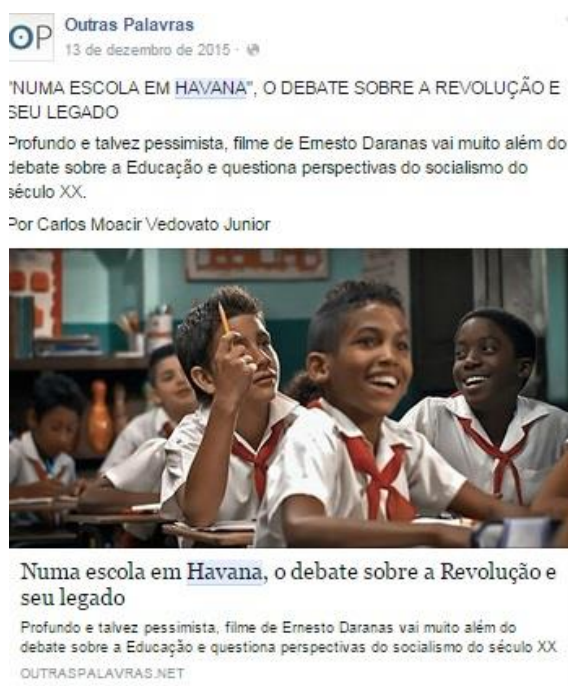 OP
Outras Palavras
13 de dezembro de 2015 ·
"NUMA ESCOLA EM HAVANA", O DEBATE SOBRE A REVOLUÇÃO E
SEU LEGADO
Profundo e talvez pessimista, filme de Ernesto Daranas vai muito além do
debate sobre a Educação e questiona perspectivas do socialismo do
século XX.
Por Carlos Moacir Vedovato Junior
Numa escola em Havana, o debate sobre a Revolução e
seu legado
Profundo e talvez pessimista, filme de Ernesto Daranas vai muito além do
debate sobre a Educação e questiona perspectivas do socialismo do século XX
OUTRASPALAVRAS.NET